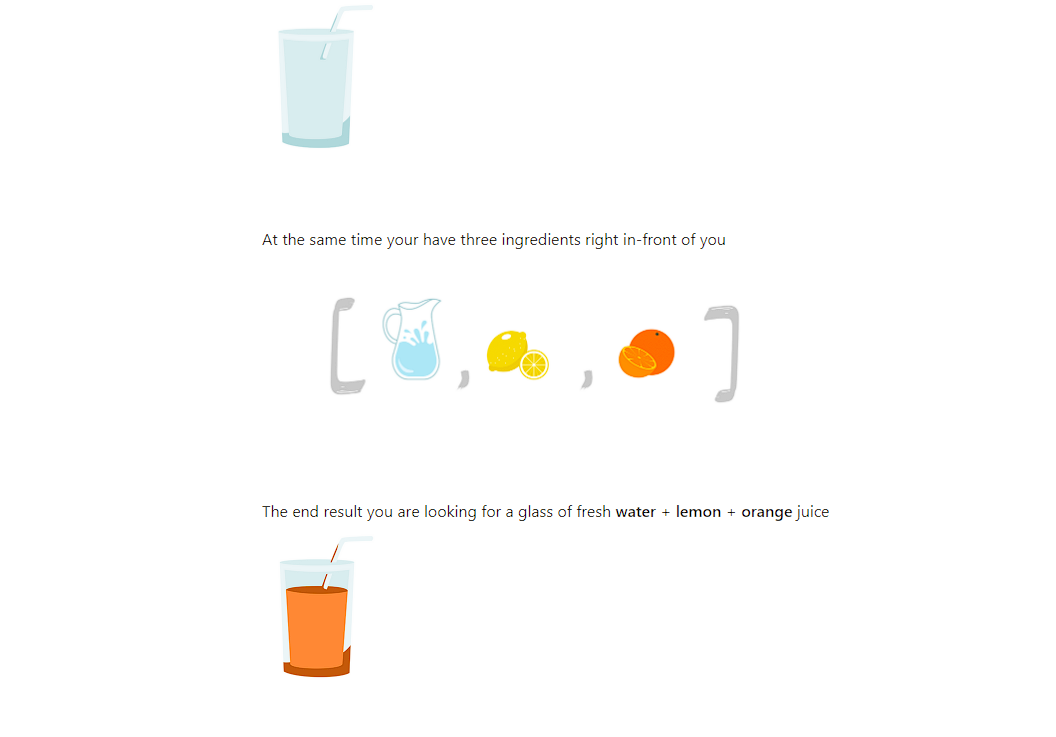 At the same time your have three ingredients right in-front of you
[ , , ]
The end result you are looking for a glass of fresh water + lemon + orange juice